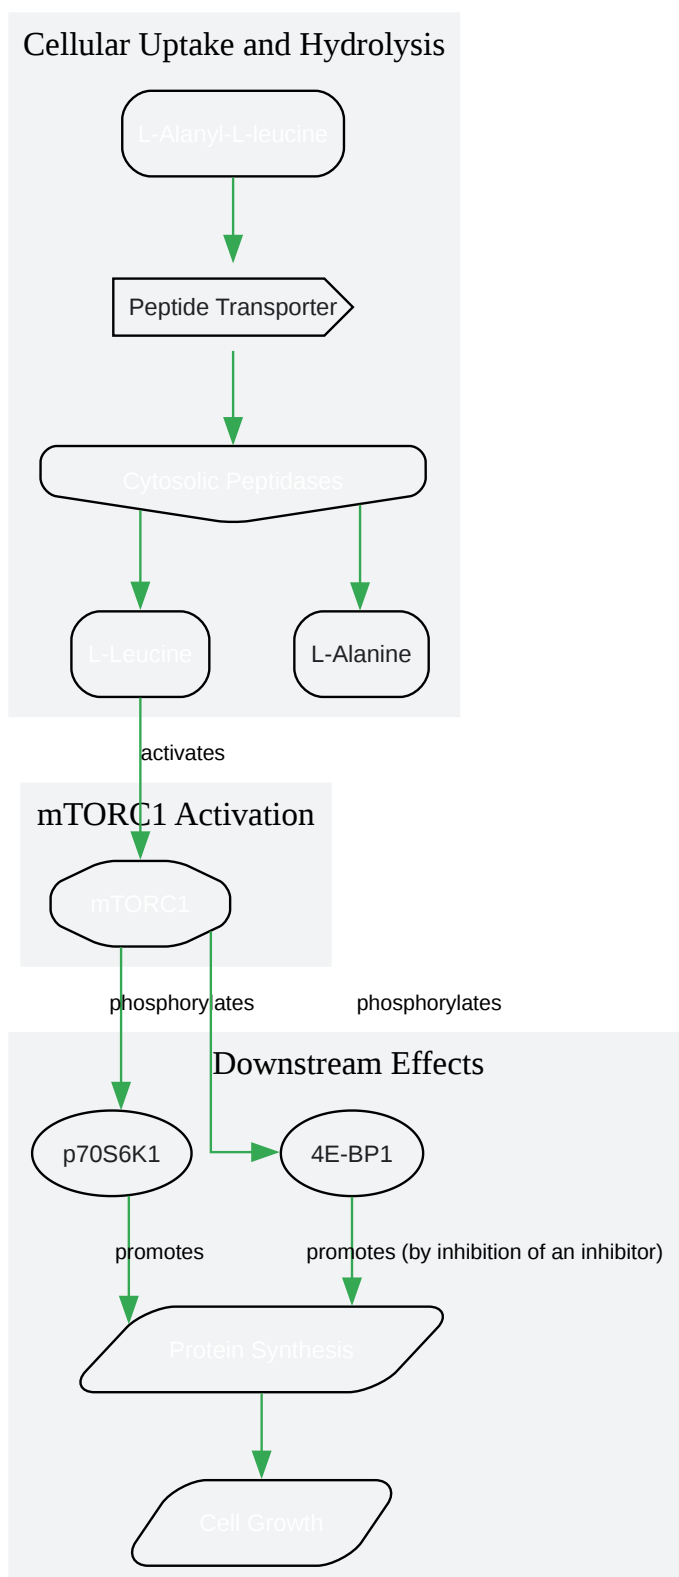 Cellular Uptake and Hydrolysis
L-Alanyl-L-leucine
Peptide Transporter
Cytosolic Peptidases
L-Leucine
L-Alanine
activates
mTORC1 Activation
mTORC1
phosphorylates
phosphorylates
Downstream Effects
p70S6K1
4E-BP1
promotes
promotes (by inhibition of an inhibitor)
Protein Synthesis
Cell Growth